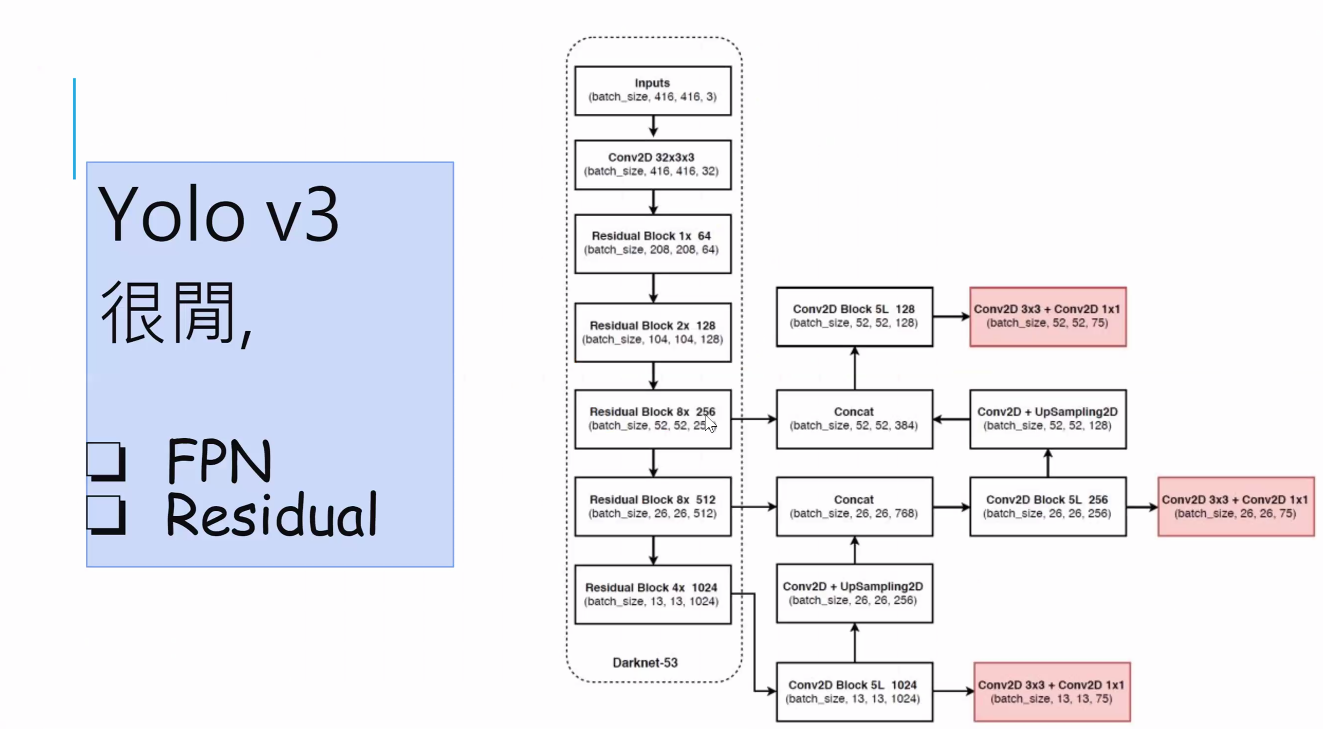 Yolo v3
很閒,
FPN
Residual
Inputs
(batch_size, 416, 416, 3)
Conv2D 32x3x3
(batch_size, 416, 416, 32)
Residual Block 1x 64
(batch_size, 208, 208, 64)
Residual Block 2x 128
(batch_size, 104, 104, 128)
Residual Block 8x 256
(batch_size, 52, 52,
Residual Block 8x 512
(batch_size, 26, 26, 512)
Residual Block 4x 1024
(batch_size, 13, 13, 1024)
Darknet-53
Conv2D Block 5L 128
(batch_size, 52, 52, 128)
Conv2D 3x3 + Conv2D 1x1
(batch_size, 52, 52, 75)
Concat
(batch_size, 52, 52, 384)
Conv2D + UpSampling2D
(batch_size, 52, 52, 128)
Concat
(batch_size, 26, 26, 768)
Conv2D Block 5L 256
(batch_size, 26, 26, 256)
Conv2D 3x3 + Conv2D 1x1
(batch_size, 26, 26, 75)
Conv2D + UpSampling2D
(batch_size, 26, 26, 256)
Conv2D Block 5L 1024
(batch_size, 13, 13, 1024)
Conv2D 3x3 + Conv2D 1x1
(batch_size, 13, 13, 75)